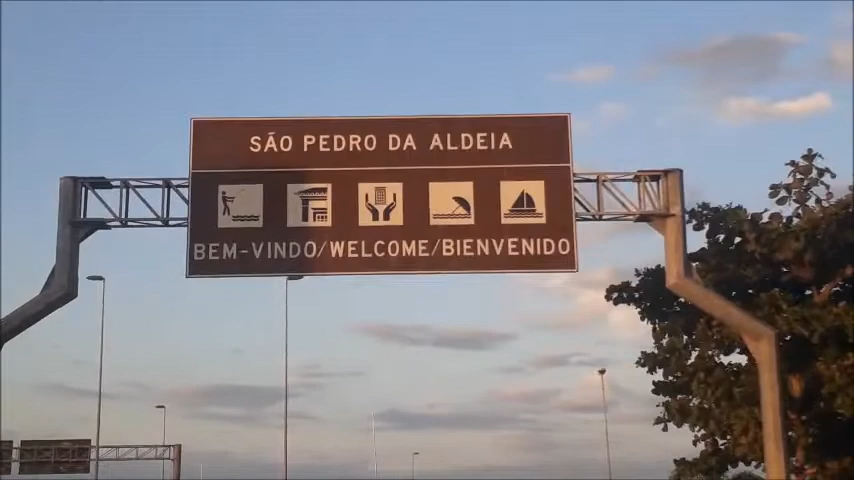 SÃO PEDRO DA ALDEIA
BEM-VINDO/WELCOME/BIENVENIDO